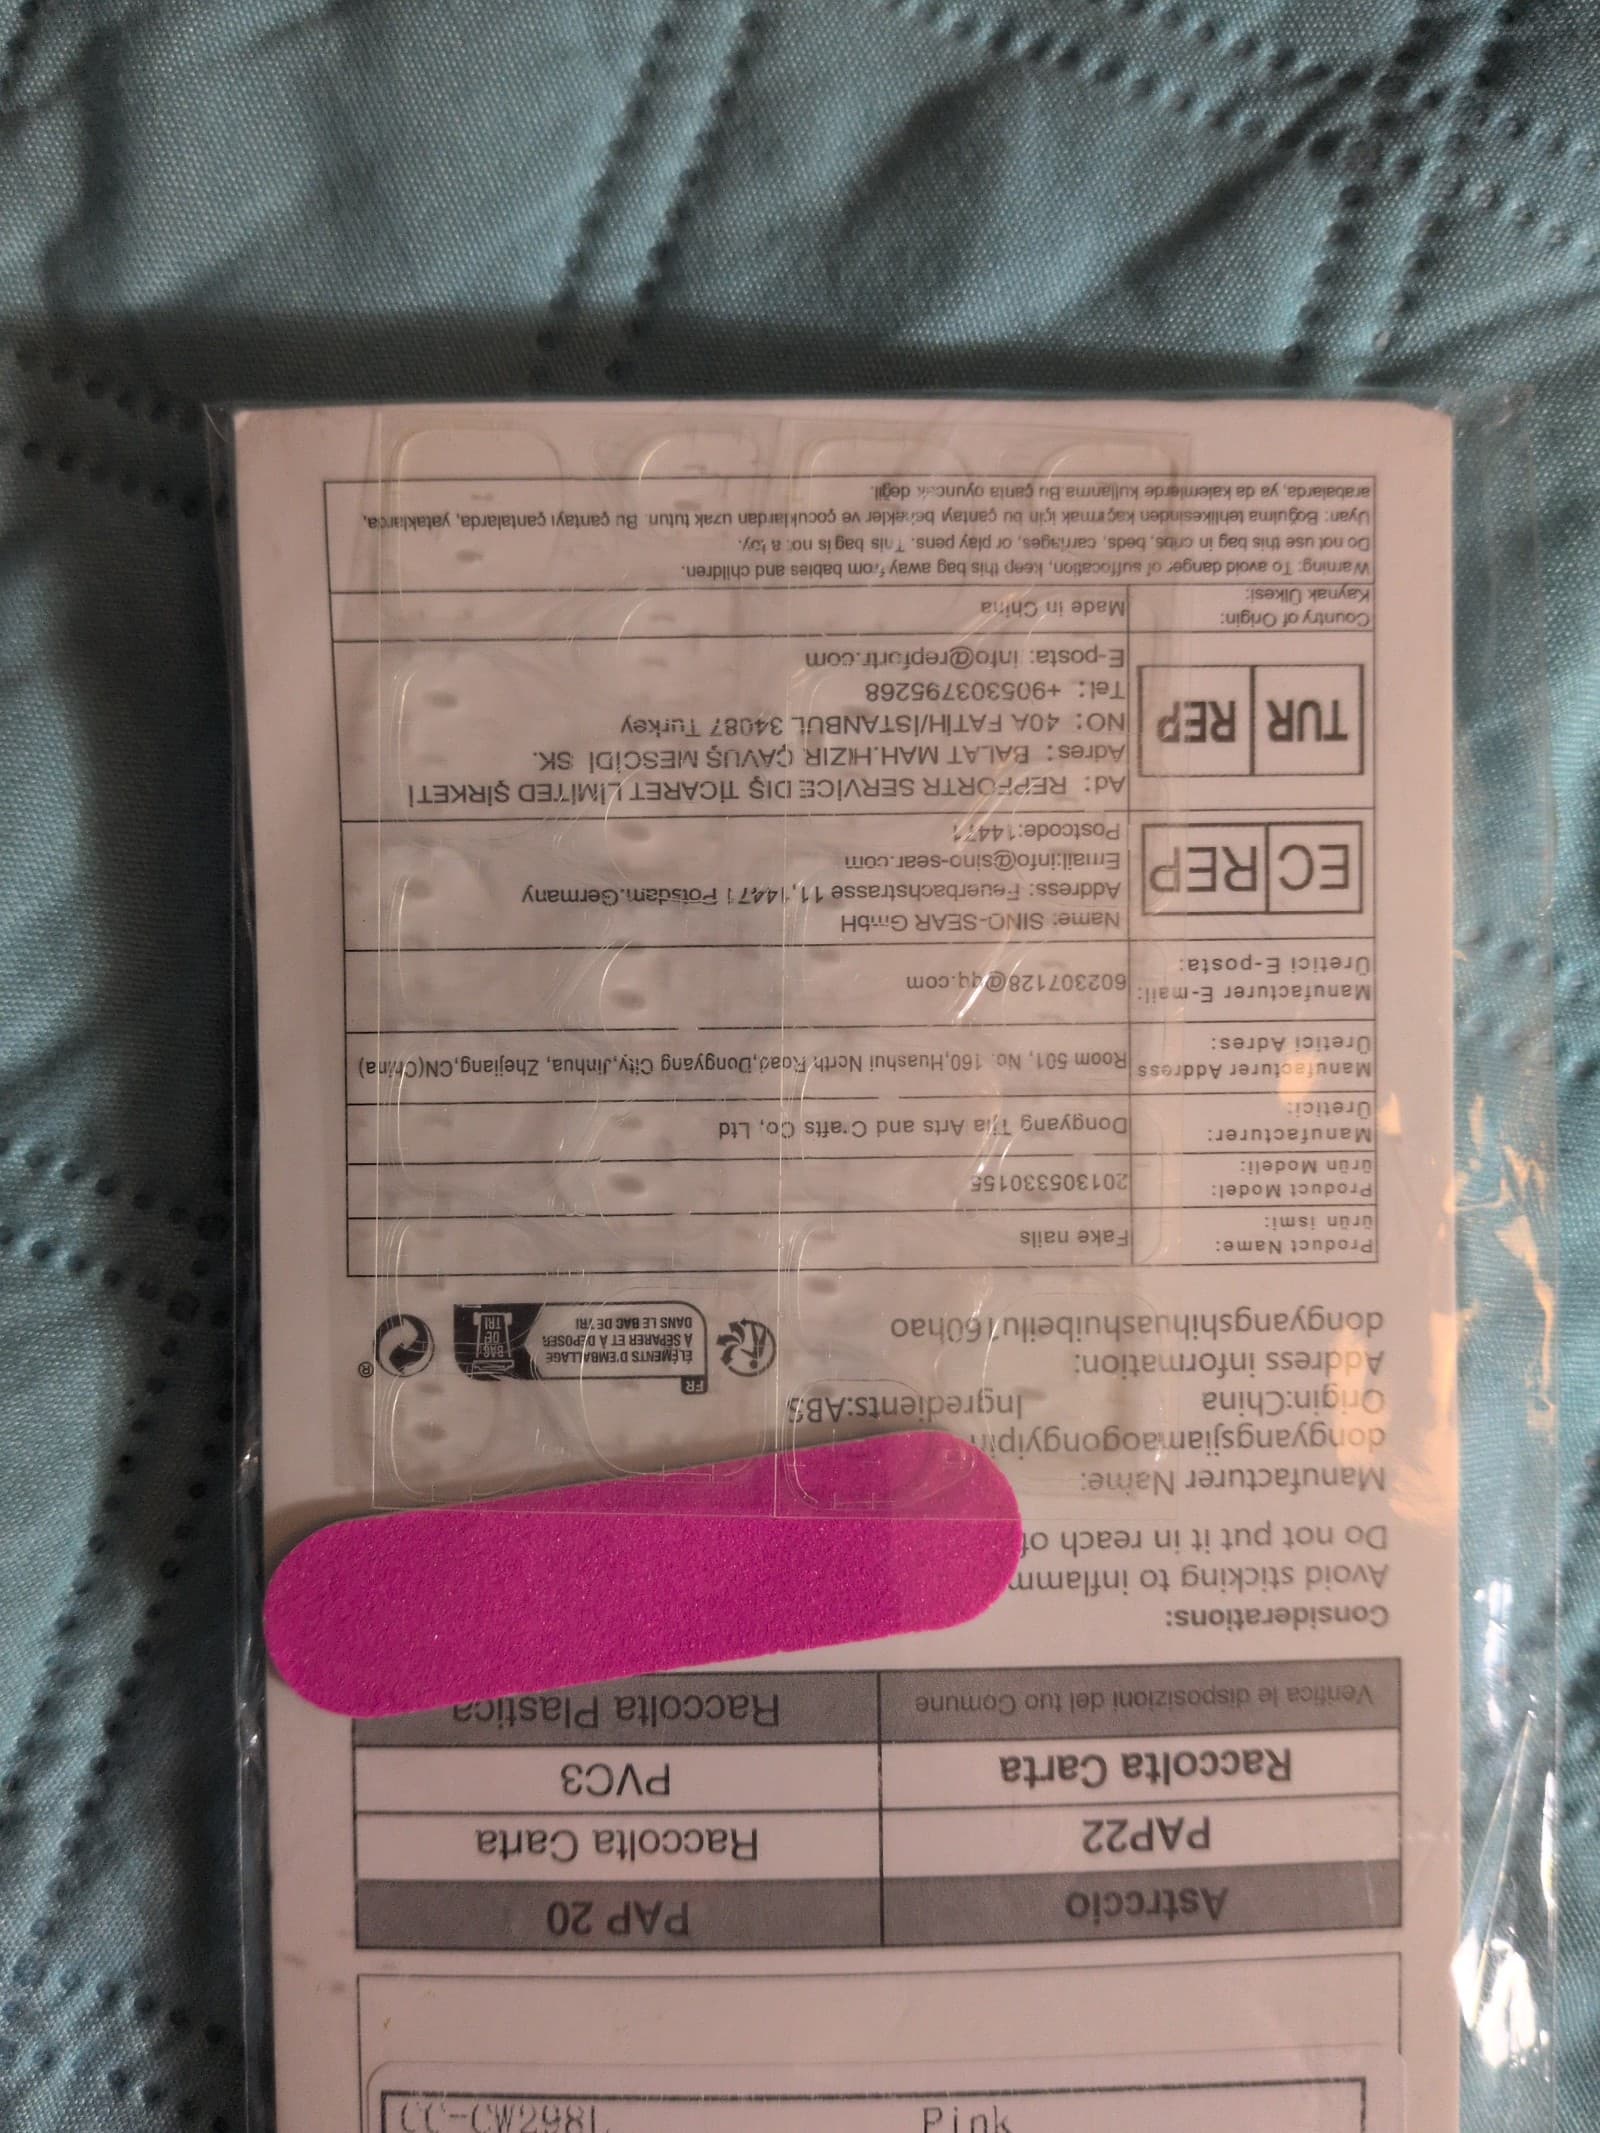 CC-CW298L Pink
Astrccio PAP 20
PAP22 Raccolta Carta
Raccolta Carta PVC3
Verifica le disposizioni del tuo Comune Raccolta Plastica
Considerations:
Avoid sticking to
Do not put it in reach of
Manufacturer Name:
Origin:China Ingredients:ABS
Address information:
dongyangshihuashuibeilu160hao
FR
ÉLÉMENTS D'EMBALLAGE
À SÉPARER ET À DÉPOSER
DANS LE BAC DE TRI
BAC
DE
TRI
®
Product Name:
ürün ismi:
Fake nails
Product Model:
ürün Modeli:
201305330155
Manufacturer:
Üretici:
Dongyang Tjia Arts and Crafts Co, Ltd
Manufacturer Address
Üretici Adres:
Room 501, No. 160,Huashui North Road,Dongyang City,Jinhua, Zhejiang,CN(China)
Manufacturer E-mail:
Üretici E-posta:
602307128@qq.com
EC REP
Name: SINO-SEAR GmbH
Address: Feuerbachstrasse 11,14471 Potsdam.Germany
Email:info@sino-sear.com
Postcode:14471
TUR REP
Ad: REPFORTR SERVICE DIŞ TİCARET LİMİTED ŞİRKETİ
Adres: BALAT MAH.HIZIR ÇAVUŞ MESCİDİ SK.
NO: 40A FATİH/İSTANBUL 34087 Turkey
Tel: +905303795268
E-posta: info@repfortr.com
Country of Origin:
Kaynak Ülkesi:
Made in China
Warning: To avoid danger of suffocation, keep this bag away from babies and children.
Do not use this bag in cribs, beds, carriages, or play pens. This bag is not a toy.
Uyarı: Boğulma tehlikesinden kaçırmak için bu çantayı bebekler ve çocuklardan uzak tutun. Bu çantayı çantalarda, yataklarda,
arabalarda, ya da kalemlerde kullanma Bu çanta oyuncak değil.